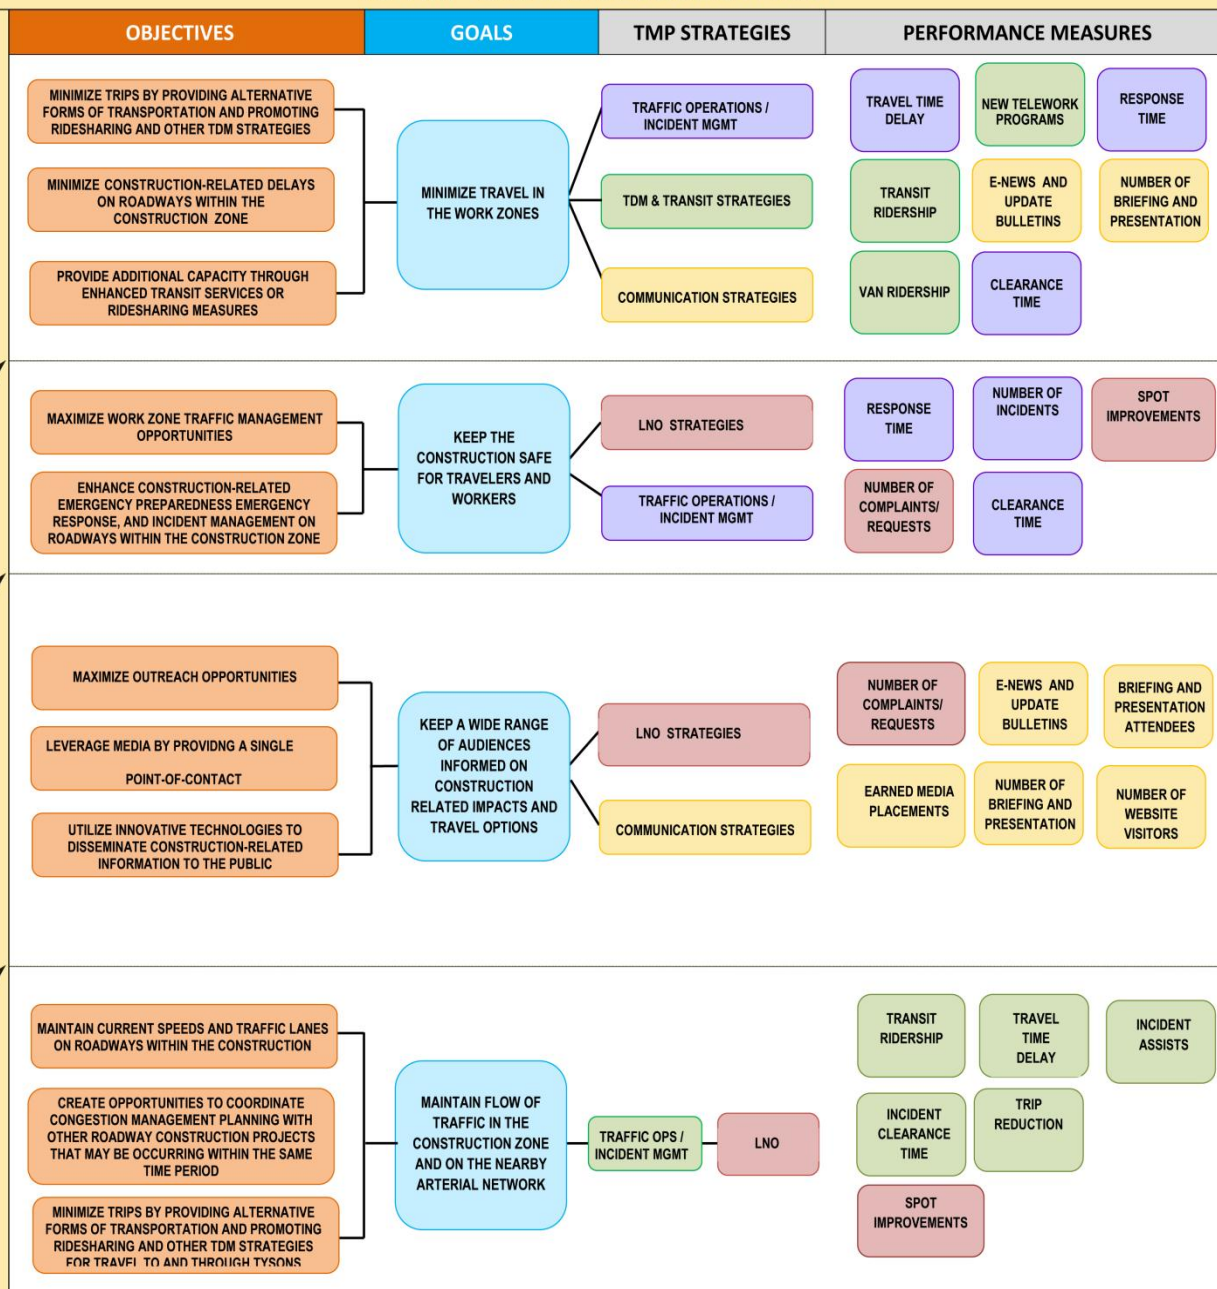 OBJECTIVES
GOALS
TMP STRATEGIES
PERFORMANCE MEASURES
MINIMIZE TRIPS BY PROVIDING ALTERNATIVE
FORMS OF TRANSPORTATION AND PROMOTING
RIDESHARING AND OTHER TDM STRATEGIES
MINIMIZE CONSTRUCTION-RELATED DELAYS
ON ROADWAYS WITHIN THE
CONSTRUCTION ZONE
PROVIDE ADDITIONAL CAPACITY THROUGH
ENHANCED TRANSIT SERVICES OR
RIDESHARING MEASURES
MINIMIZE TRAVEL IN
THE WORK ZONES
TRAFFIC OPERATIONS /
INCIDENT MGMT
TDM & TRANSIT STRATEGIES
COMMUNICATION STRATEGIES
TRAVEL TIME
DELAY
NEW TELEWORK
PROGRAMS
RESPONSE
TIME
TRANSIT
RIDERSHIP
E-NEWS AND
UPDATE
BULLETINS
NUMBER OF
BRIEFING AND
PRESENTATION
VAN RIDERSHIP
CLEARANCE
TIME
MAXIMIZE WORK ZONE TRAFFIC MANAGEMENT
OPPORTUNITIES
ENHANCE CONSTRUCTION-RELATED
EMERGENCY PREPAREDNESS EMERGENCY
RESPONSE, AND INCIDENT MANAGEMENT ON
ROADWAYS WITHIN THE CONSTRUCTION ZONE
KEEP THE
CONSTRUCTION SAFE
FOR TRAVELERS AND
WORKERS
LNO STRATEGIES
TRAFFIC OPERATIONS /
INCIDENT MGMT
RESPONSE
TIME
NUMBER OF
INCIDENTS
SPOT
IMPROVEMENTS
NUMBER OF
COMPLAINTS/
REQUESTS
CLEARANCE
TIME
MAXIMIZE OUTREACH OPPORTUNITIES
LEVERAGE MEDIA BY PROVIDNG A SINGLE
POINT-OF-CONTACT
UTILIZE INNOVATIVE TECHNOLOGIES TO
DISSEMINATE CONSTRUCTION-RELATED
INFORMATION TO THE PUBLIC
KEEP A WIDE RANGE
OF AUDIENCES
INFORMED ON
CONSTRUCTION
RELATED IMPACTS AND
TRAVEL OPTIONS
LNO STRATEGIES
COMMUNICATION STRATEGIES
NUMBER OF
COMPLAINTS/
REQUESTS
E-NEWS AND
UPDATE
BULLETINS
BRIEFING AND
PRESENTATION
ATTENDEES
EARNED MEDIA
PLACEMENTS
NUMBER OF
BRIEFING AND
PRESENTATION
NUMBER OF
WEBSITE
VISITORS
MAINTAIN CURRENT SPEEDS AND TRAFFIC LANES
ON ROADWAYS WITHIN THE CONSTRUCTION
CREATE OPPORTUNITIES TO COORDINATE
CONGESTION MANAGEMENT PLANNING WITH
OTHER ROADWAY CONSTRUCTION PROJECTS
THAT MAY BE OCCURRING WITHIN THE SAME
TIME PERIOD
MINIMIZE TRIPS BY PROVIDING ALTERNATIVE
FORMS OF TRANSPORTATION AND PROMOTING
RIDESHARING AND OTHER TDM STRATEGIES
FOR TRAVEL TO AND THROUGH TYSONS
MAINTAIN FLOW OF
TRAFFIC IN THE
CONSTRUCTION ZONE
AND ON THE NEARBY
ARTERIAL NETWORK
TRAFFIC OPS /
INCIDENT MGMT
LNO
TRANSIT
RIDERSHIP
TRAVEL
TIME
DELAY
INCIDENT
ASSISTS
INCIDENT
CLEARANCE
TIME
TRIP
REDUCTION
SPOT
IMPROVEMENTS